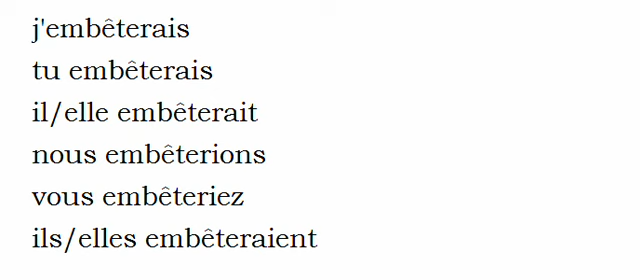 j'embêterais
tu embêterais
il/elle embêterait
nous embêterions
vous embêteriez
ils/elles embêteraient